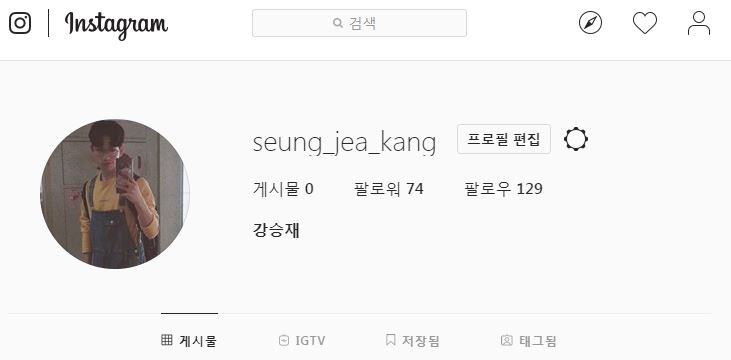 Instagram
검색
seung_jea_kang
프로필 편집
게시물 0 팔로워 74 팔로우 129
강승재
게시물 IGTV 저장됨 태그됨